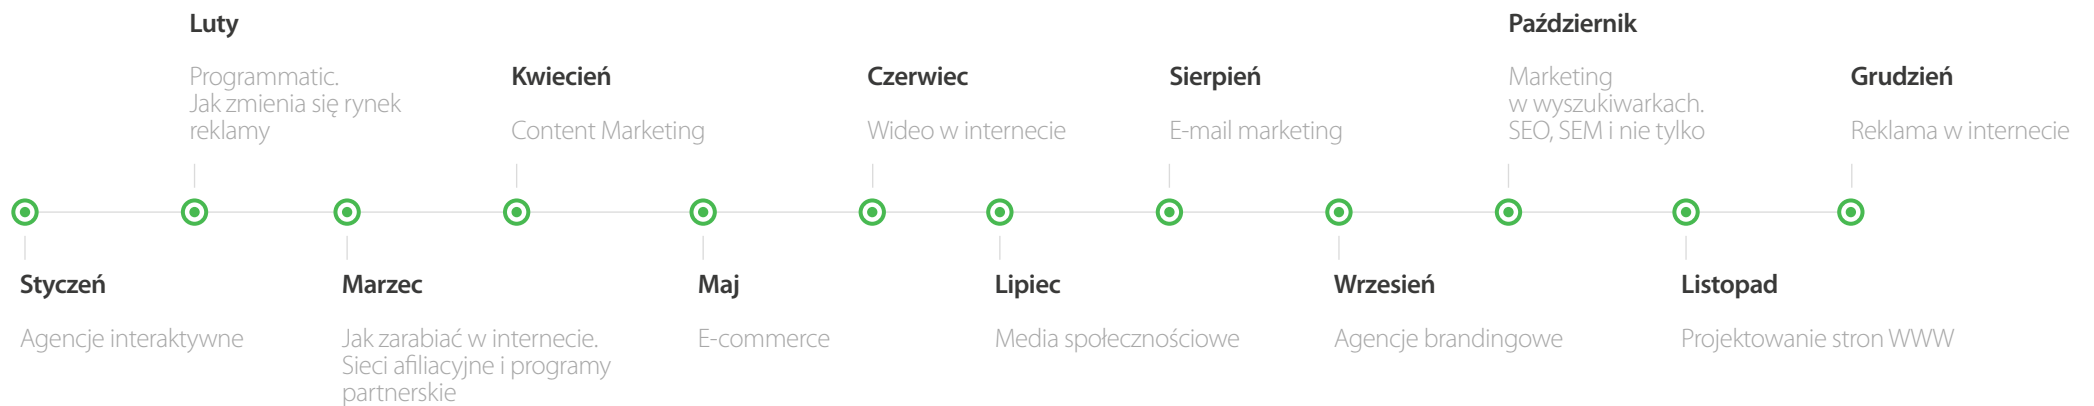 Luty
Programmatic.
Jak zmienia się rynek
reklamy
Kwiecień
Content Marketing
Czerwiec
Wideo w internecie
Sierpień
E-mail marketing
Październik
Marketing
w wyszukiwarkach.
SEO, SEM i nie tylko
Grudzień
Reklama w internecie
Styczeń
Agencje interaktywne
Marzec
Jak zarabiać w internecie.
Sieci afiliacyjne i programy
partnerskie
Maj
E-commerce
Lipiec
Media społecznościowe
Wrzesień
Agencje brandingowe
Listopad
Projektowanie stron WWW